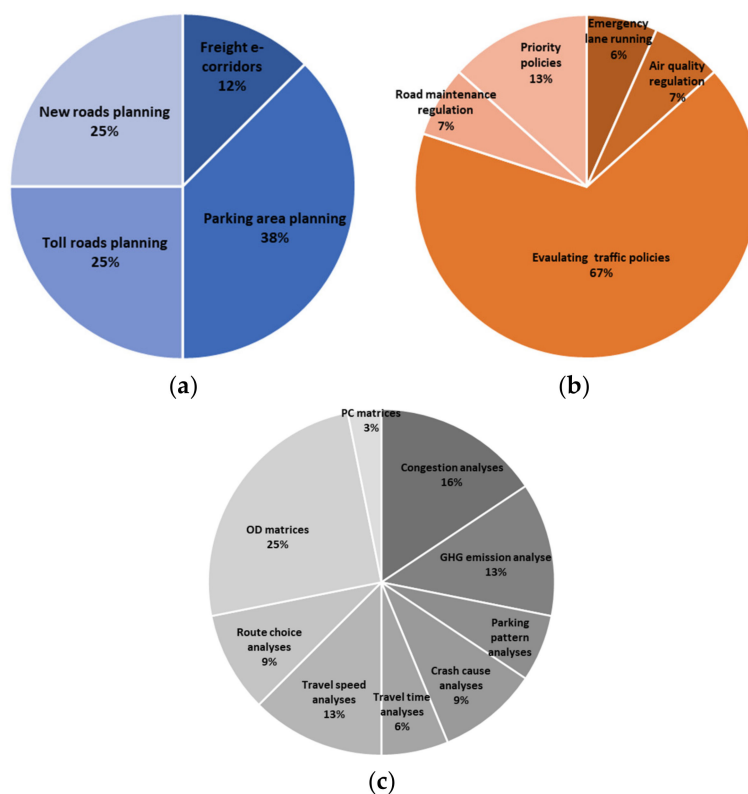 Freight e-
corridors
12%
New roads planning
25%
Parking area planning
38%
Toll roads planning
25%
(a)
Emergency
lane running
6%
Priority
policies
13%
Air quality
regulation
7%
Road maintenance
regulation
7%
Evaulating traffic policies
67%
(b)
PC matrices
3%
Congestion analyses
16%
OD matrices
25%
GHG emission analyse
13%
Parking
pattern
analyses
Route choice
analyses
9%
Crash cause
analyses
9%
Travel speed
analyses
13%
Travel time
analyses
6%
(c)